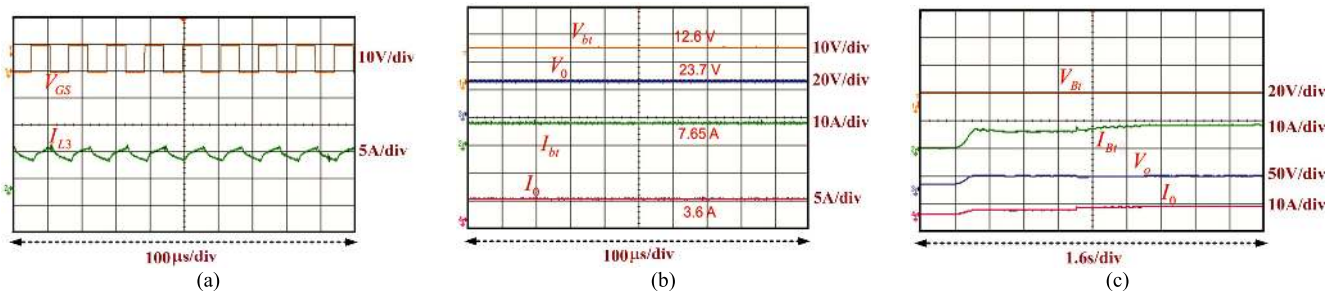 V_GS
I_L3
10V/div
5A/div
100μs/div
(a)
V_bt
12.6 V
10V/div
V_0
23.7 V
20V/div
10A/div
7.65 A
I_bt
I_0
5A/div
3.6 A
100μs/div
(b)
V_Bt
20V/div
10A/div
I_Bt
V_o
50V/div
I_0
10A/div
1.6s/div
(c)